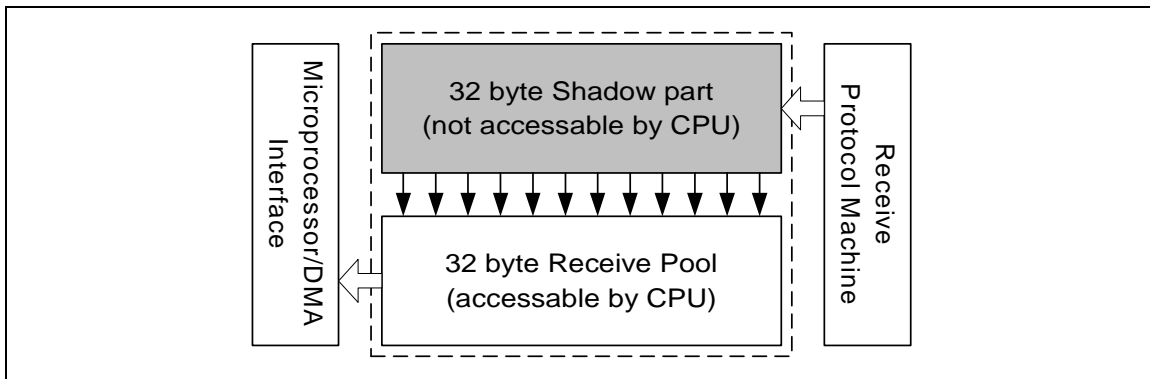 Microprocessor/DMA
Interface
32 byte Shadow part
(not accessable by CPU)
32 byte Receive Pool
(accessable by CPU)
Receive
Protocol Machine